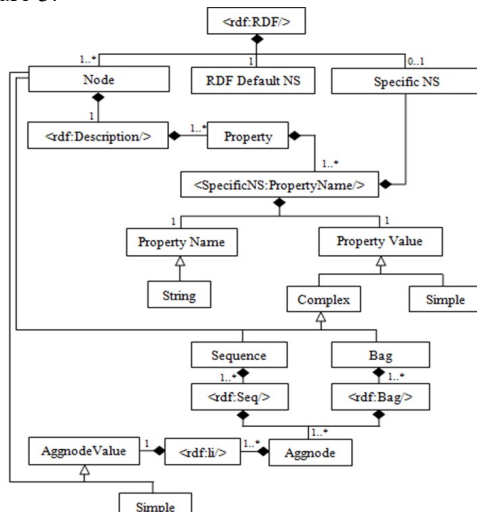 <rdf:RDF/>
1..* 1 0..1
Node RDF Default NS Specific NS
1
<rdf:Description/> 1..* Property
1..*
<SpecificNS:PropertyName/>
1 1
Property Name Property Value
String Complex Simple
Sequence Bag
1..* 1..*
<rdf:Seq/> <rdf:Bag/>
1..*
AggnodeValue 1 <rdf:li/> 1..* Aggnode
Simple